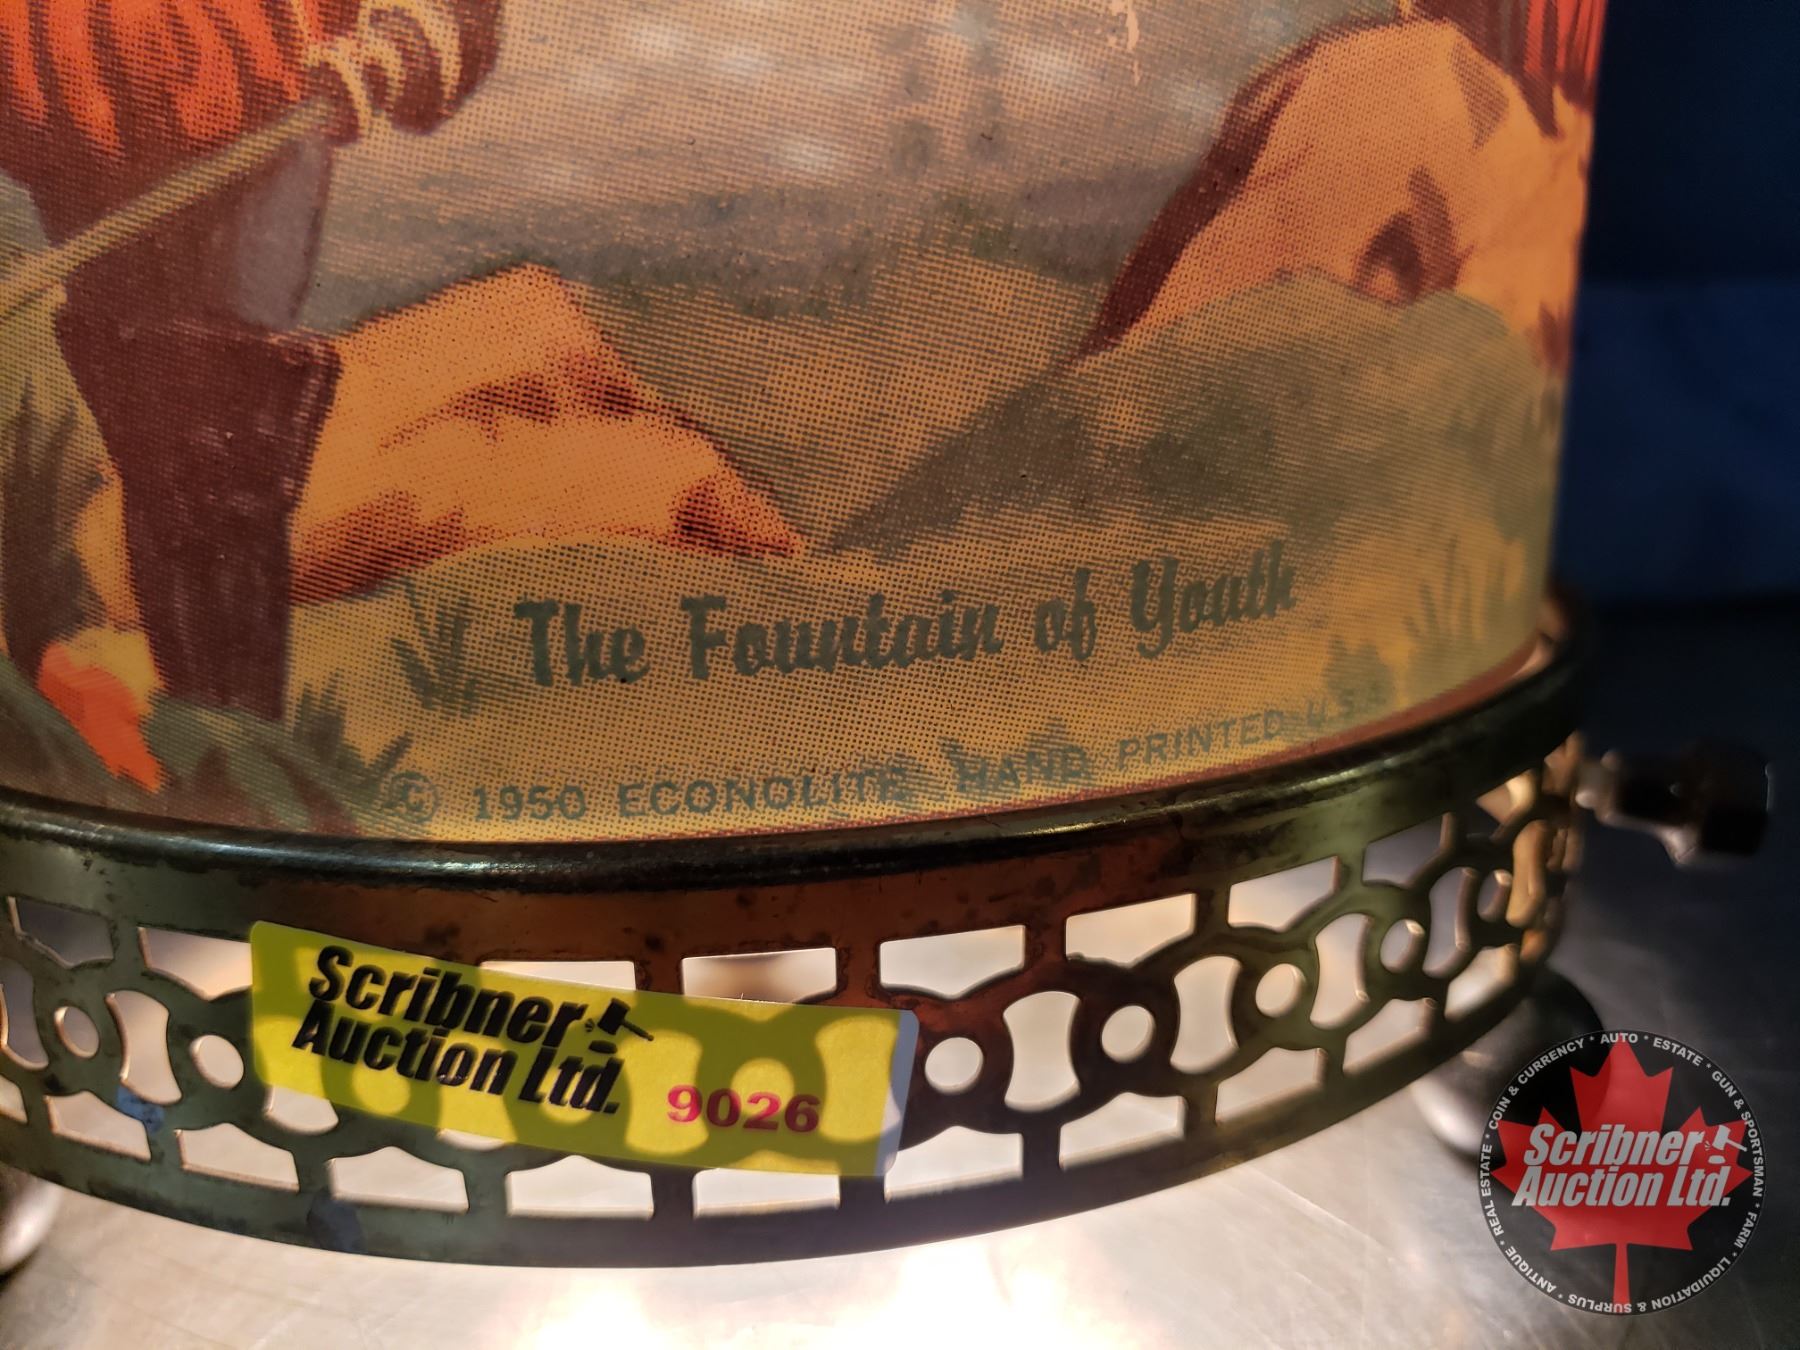 The Fountain of Youth
© 1950 ECONOLITE HAND PRINTED U.S.A.
Scribner
Auction Ltd.
9026
COIN & CURRENCY * AUTO * ESTATE * GUN & SPORTSMAN * FARM * LIQUIDATION & SURPLUS * ANTIQUE * REAL ESTATE *
Scribner
Auction Ltd.